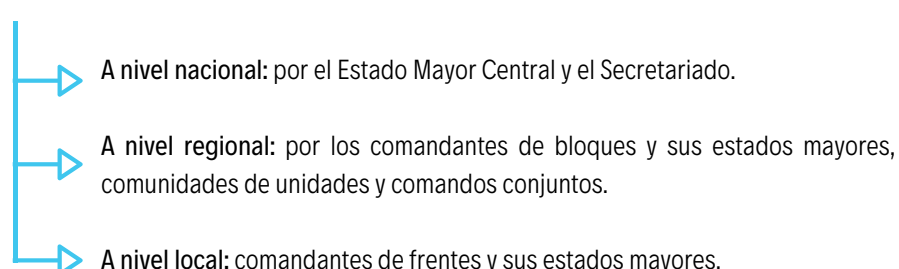 A nivel nacional: por el Estado Mayor Central y el Secretariado.
A nivel regional: por los comandantes de bloques y sus estados mayores,
comunidades de unidades y comandos conjuntos.
A nivel local: comandantes de frentes y sus estados mayores.